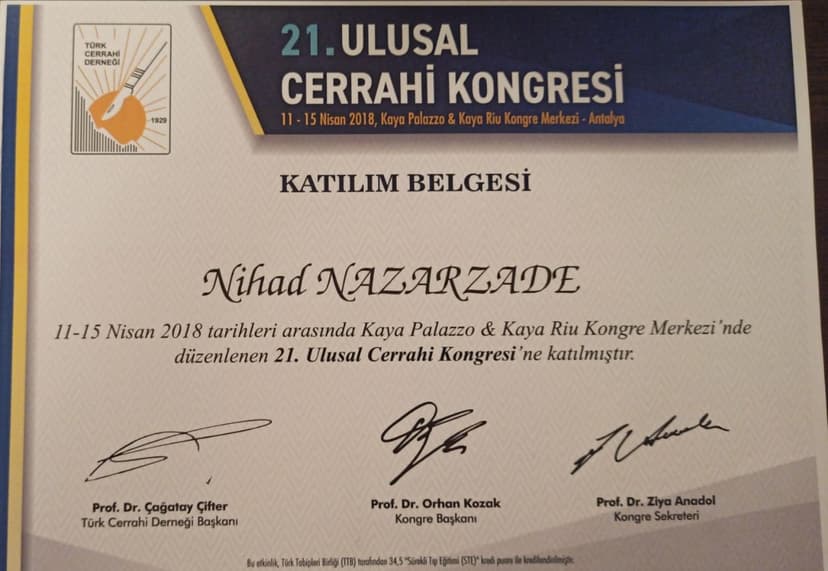 TÜRK
CERRAHİ
DERNEĞİ
1929
21. ULUSAL
CERRAHİ KONGRESİ
11 - 15 Nisan 2018, Kaya Palazzo & Kaya Riu Kongre Merkezi - Antalya
KATILIM BELGESİ
Nihad NAZARZADE
11-15 Nisan 2018 tarihleri arasında Kaya Palazzo & Kaya Riu Kongre Merkezi’nde
düzenlenen 21. Ulusal Cerrahi Kongresi’ne katılmıştır.
Prof. Dr. Çağatay Çifter
Türk Cerrahi Derneği Başkanı
Prof. Dr. Orhan Kozak
Kongre Başkanı
Prof. Dr. Ziya Anadol
Kongre Sekreteri
Bu etkinlik, Türk Tabipleri Birliği (TTB) tarafından 34,5 "Sürekli Tıp Eğitimi (STE)" kredi puanı ile kredilendirilmiştir.